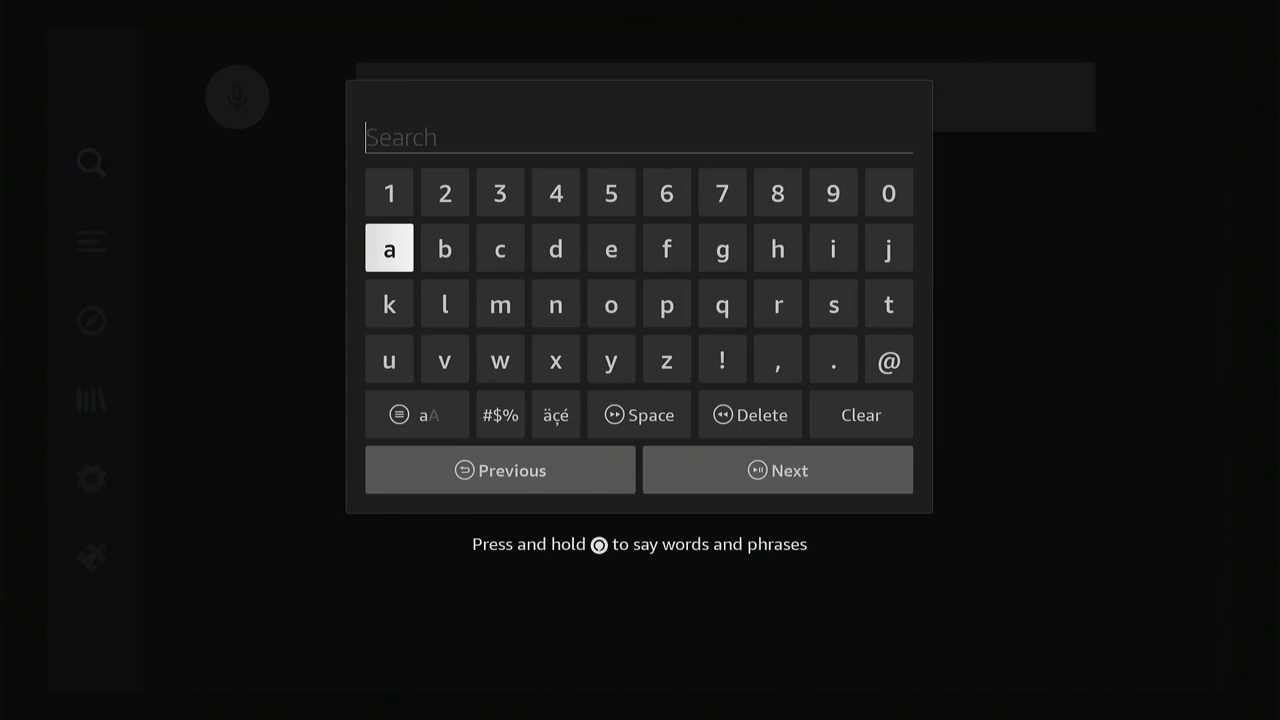 Search
1 2 3 4 5 6 7 8 9 0
a b c d e f g h i j
k l m n o p q r s t
u v w x y z ! , . @
aA #$% äçé Space Delete Clear
Previous Next
Press and hold to say words and phrases